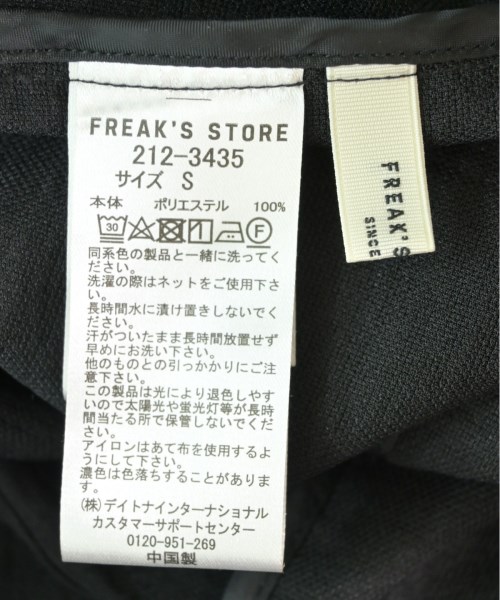 FREAK'S STORE
212-3435
サイズ S
本体 ポリエステル 100%
30
F
同系色の製品と一緒に洗ってく
ださい。
洗濯の際はネットをご使用下さ
い。
長時間水に漬け置きしないでく
ださい。
汗がついたまま長時間放置せず
早めにお洗い下さい。
他のものとの引っかかりにご注
意下さい。
この製品は光により退色しやす
いので太陽光や蛍光灯等が長時
間当たる所で保管しないでくだ
さい。
アイロンはあて布を使用するよ
うにして下さい。
濃色は色落ちすることがありま
す。
(株)デイトナインターナショナル
カスタマーサポートセンター
0120-951-269
中国製
FREAK'S
SINCE